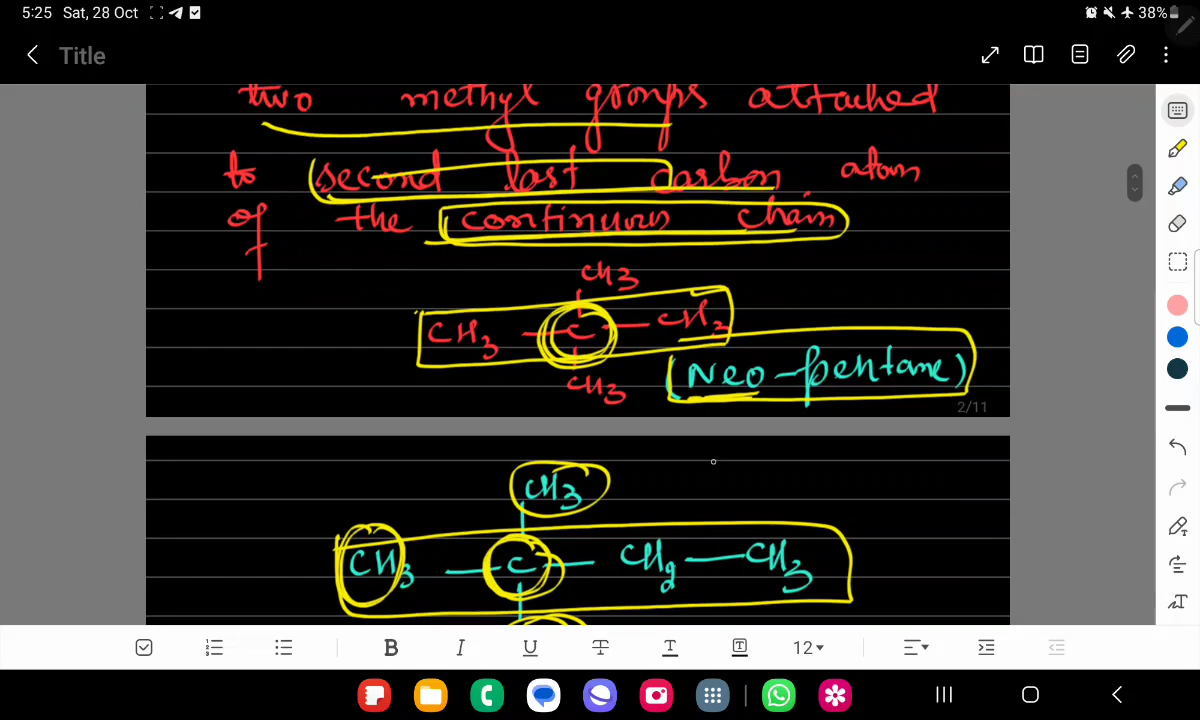 5:25 Sat, 28 Oct
38%
Title
two methyl groups attached
to second last carbon atom
of the continuous chain
CH3
CH3 — C — CH3
CH3
(Neo-pentane)
2/11
CH3
CH3 — C — CH2 — CH3
B I U T T T 12